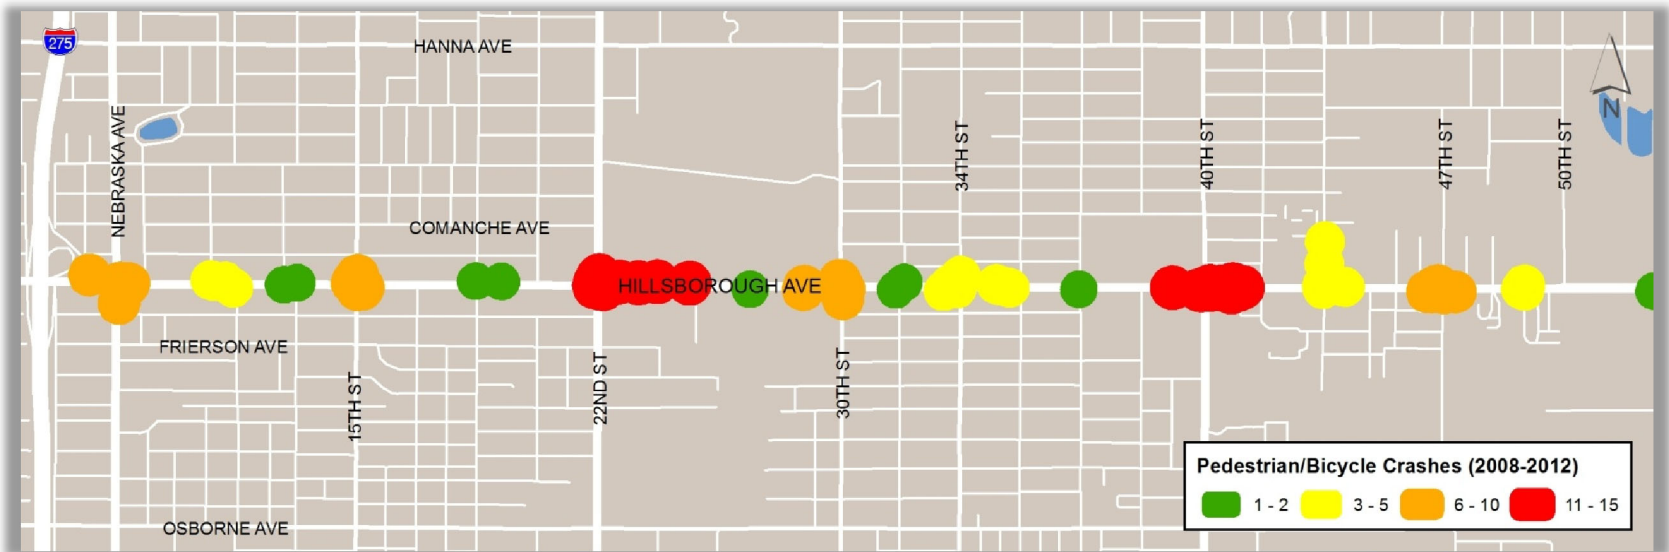 275
HANNA AVE
NEBRASKA AVE
34TH ST
40TH ST
47TH ST
50TH ST
N
COMANCHE AVE
HILLSBOROUGH AVE
FRIERSON AVE
15TH ST
22ND ST
30TH ST
OSBORNE AVE
Pedestrian/Bicycle Crashes (2008-2012)
1 - 2 3 - 5 6 - 10 11 - 15